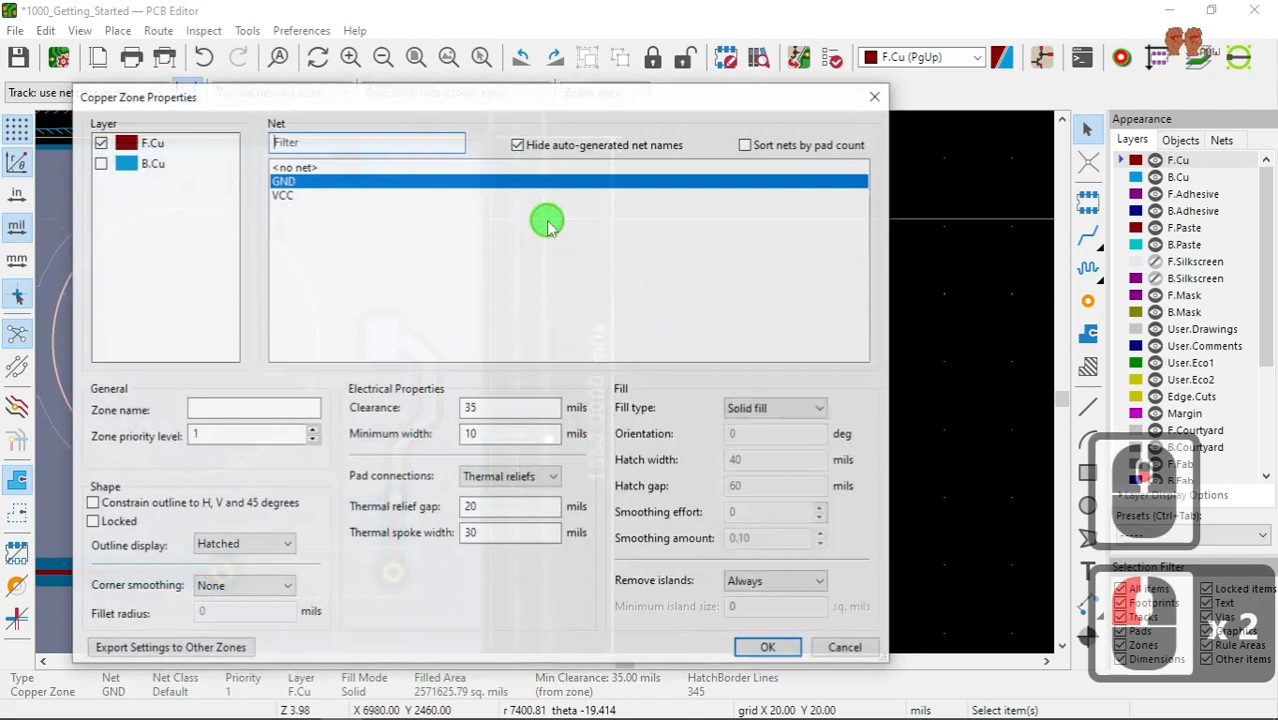 *1000_Getting_Started — PCB Editor
File Edit View Place Route Inspect Tools Preferences Help
F.Cu (PgUp)
Track: use net
Copper Zone Properties
Layer
F.Cu
B.Cu
Net
Filter
Hide auto-generated net names
Sort nets by pad count
<no net>
GND
VCC
General
Zone name:
Zone priority level: 1
Shape
Constrain outline to H, V and 45 degrees
Locked
Outline display: Hatched
Corner smoothing: None
Fillet radius: 0 mils
Electrical Properties
Clearance: 35 mils
Minimum width: 10 mils
Pad connections: Thermal reliefs
Thermal relief gap: 20 mils
Thermal spoke width: 30 mils
Fill
Fill type: Solid fill
Orientation: 0 deg
Hatch width: 40 mils
Hatch gap: 60 mils
Smoothing effort: 0
Smoothing amount: 0.10
Remove islands: Always
Minimum island size: 0 sq. mils
Export Settings to Other Zones
OK
Cancel
in
mil
mm
Appearance
Layers Objects Nets
F.Cu
B.Cu
F.Adhesive
B.Adhesive
F.Paste
B.Paste
F.Silkscreen
B.Silkscreen
F.Mask
B.Mask
User.Drawings
User.Comments
User.Eco1
User.Eco2
Edge.Cuts
Margin
F.Courtyard
B.Courtyard
F.Fab
B.Fab
Layer Display Options
Presets (Ctrl+Tab):
Selection Filter
All items Locked items
Footprints Text
Tracks Vias
Pads Graphics
Zones Rule Areas
Dimensions Other items
X 2
Type Net Net Class Priority Layer Fill Mode Filled Area Min Clearance: 35.00 mils HatchBorder Lines
Copper Zone GND Default 1 F.Cu Solid 2571625.79 sq. mils (from zone) 345
Z 3.98 X 6980.00 Y 2460.00 r 7400.81 theta -19.414 grid X 20.00 Y 20.00 mils Select item(s)